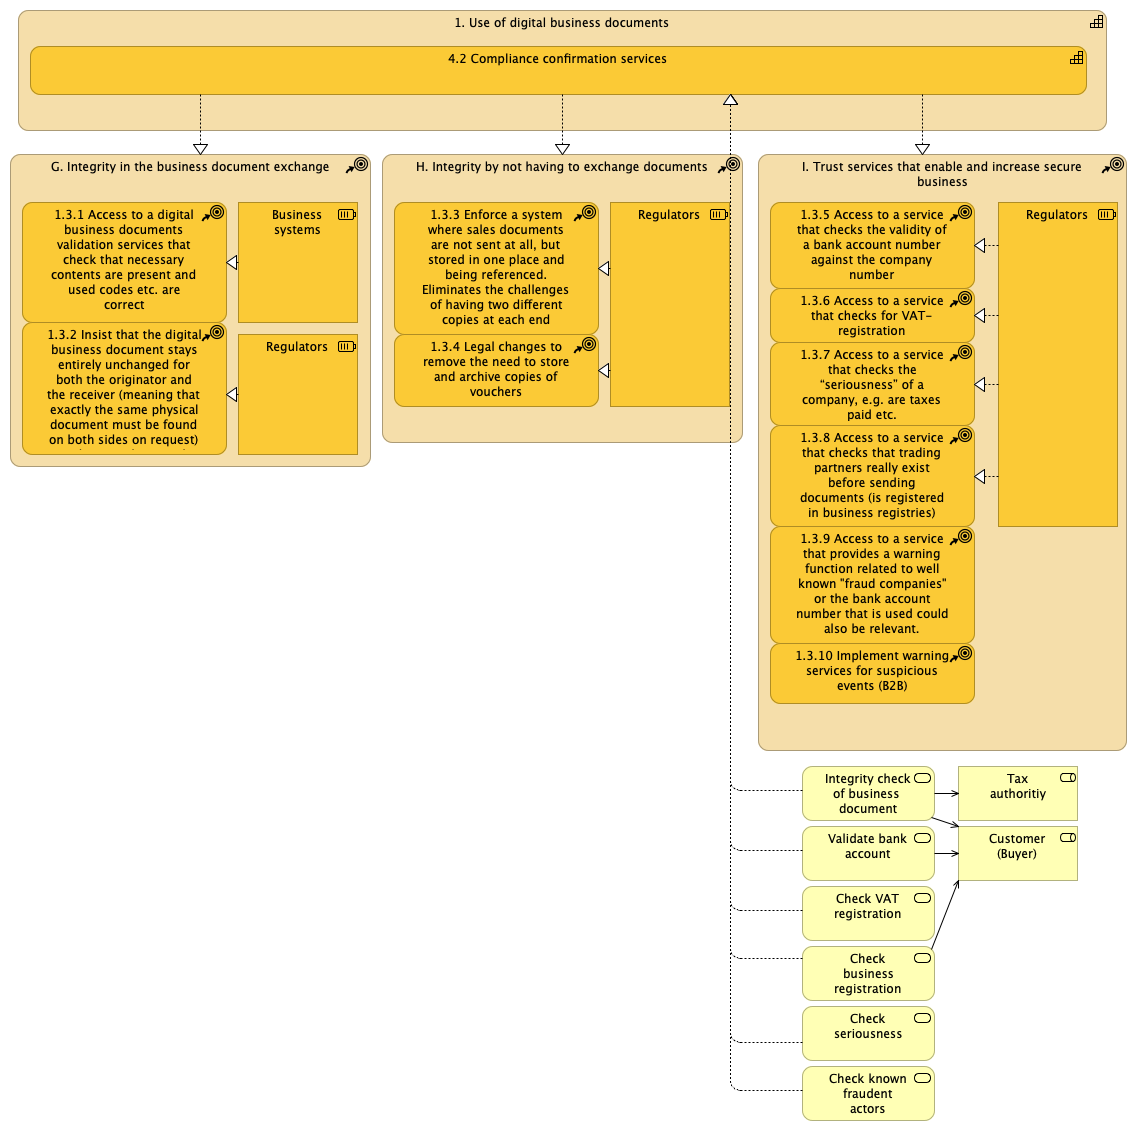 1. Use of digital business documents
4.2 Compliance confirmation services
G. Integrity in the business document exchange
1.3.1 Access to a digital
business documents
validation services that
check that necessary
contents are present and
used codes etc. are
correct
Business
systems
1.3.2 Insist that the digital
business document stays
entirely unchanged for
both the originator and
the receiver (meaning that
exactly the same physical
document must be found
on both sides on request)
Regulators
H. Integrity by not having to exchange documents
1.3.3 Enforce a system
where sales documents
are not sent at all, but
stored in one place and
being referenced.
Eliminates the challenges
of having two different
copies at each end
Regulators
1.3.4 Legal changes to
remove the need to store
and archive copies of
vouchers
I. Trust services that enable and increase secure
business
1.3.5 Access to a service
that checks the validity of
a bank account number
against the company
number
Regulators
1.3.6 Access to a service
that checks for VAT-
registration
1.3.7 Access to a service
that checks the
“seriousness” of a
company, e.g. are taxes
paid etc.
1.3.8 Access to a service
that checks that trading
partners really exist
before sending
documents (is registered
in business registries)
1.3.9 Access to a service
that provides a warning
function related to well
known "fraud companies"
or the bank account
number that is used could
also be relevant.
1.3.10 Implement warning
services for suspicious
events (B2B)
Integrity check
of business
document
Tax
authoritiy
Validate bank
account
Customer
(Buyer)
Check VAT
registration
Check
business
registration
Check
seriousness
Check known
fraudent
actors